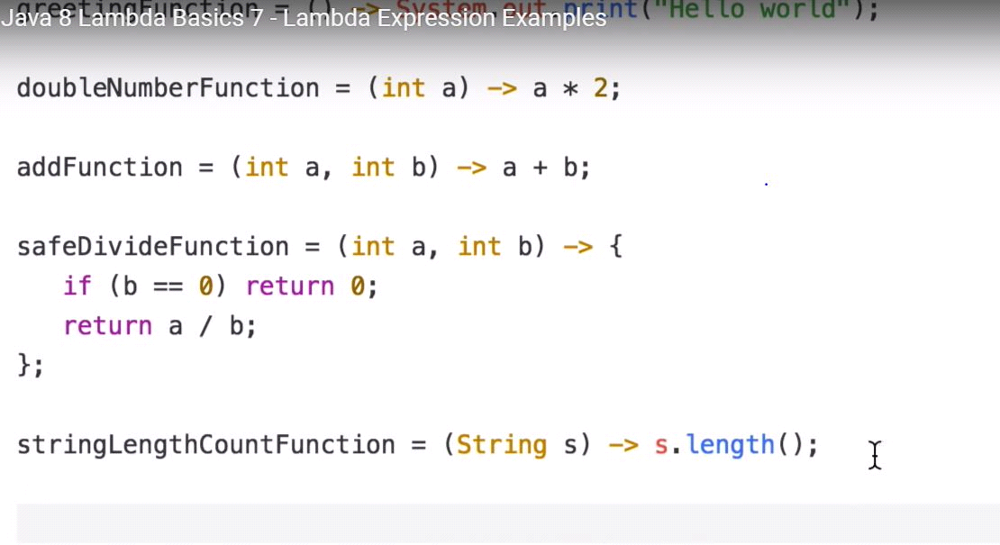 greetingFunction = () -> System.out.print("Hello world");
Java 8 Lambda Basics 7 - Lambda Expression Examples
doubleNumberFunction = (int a) -> a * 2;
addFunction = (int a, int b) -> a + b;
safeDivideFunction = (int a, int b) -> {
if (b == 0) return 0;
return a / b;
};
stringLengthCountFunction = (String s) -> s.length();